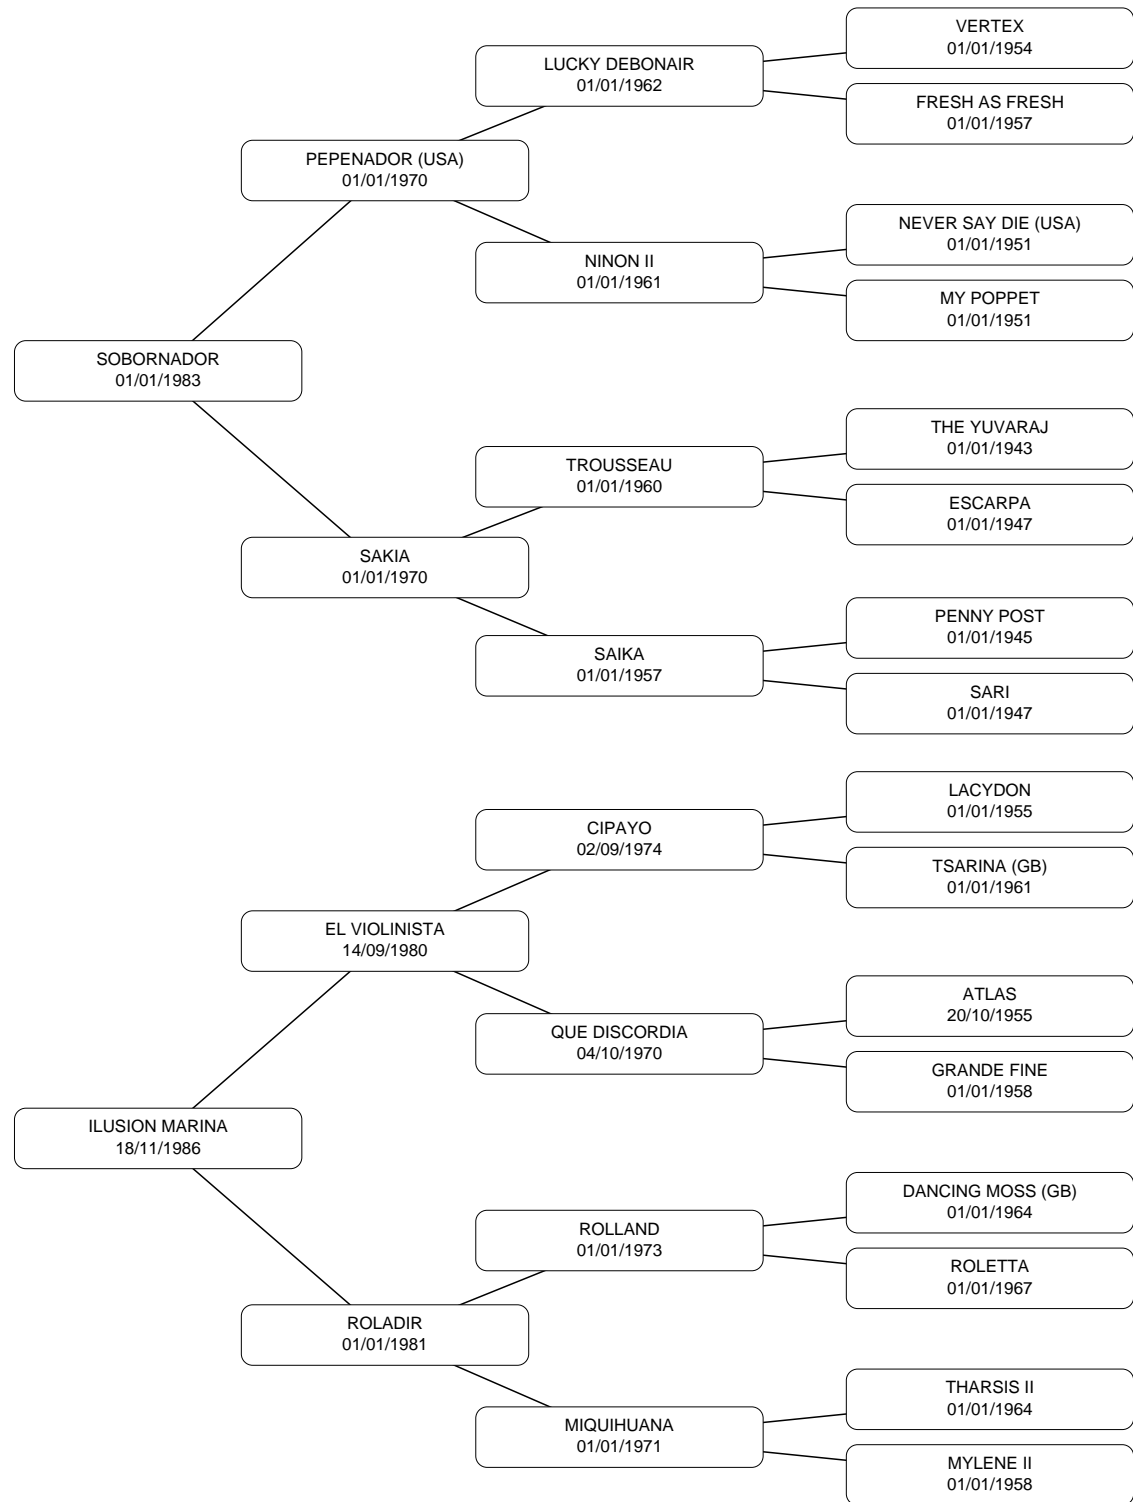 VERTEX
01/01/1954
LUCKY DEBONAIR
01/01/1962
FRESH AS FRESH
01/01/1957
PEPENADOR (USA)
01/01/1970
NEVER SAY DIE (USA)
01/01/1951
NINON II
01/01/1961
MY POPPET
01/01/1951
SOBORNADOR
01/01/1983
THE YUVARAJ
01/01/1943
TROUSSEAU
01/01/1960
ESCARPA
01/01/1947
SAKIA
01/01/1970
PENNY POST
01/01/1945
SAIKA
01/01/1957
SARI
01/01/1947
LACYDON
01/01/1955
CIPAYO
02/09/1974
TSARINA (GB)
01/01/1961
EL VIOLINISTA
14/09/1980
ATLAS
20/10/1955
QUE DISCORDIA
04/10/1970
GRANDE FINE
01/01/1958
ILUSION MARINA
18/11/1986
DANCING MOSS (GB)
01/01/1964
ROLLAND
01/01/1973
ROLETTA
01/01/1967
ROLADIR
01/01/1981
THARSIS II
01/01/1964
MIQUIHUANA
01/01/1971
MYLENE II
01/01/1958